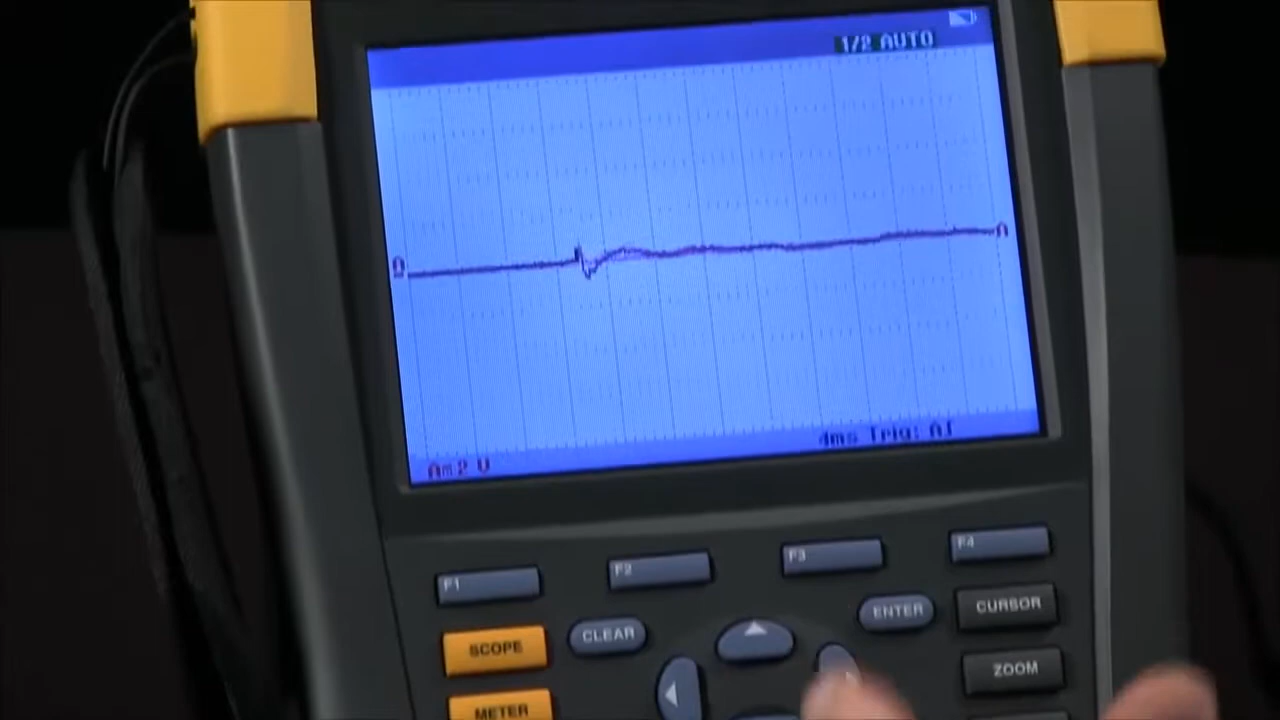 1/2 AUTO
4ms Trig:
2 V
F1
F2
F3
F4
SCOPE
CLEAR
ENTER
CURSOR
METER
ZOOM